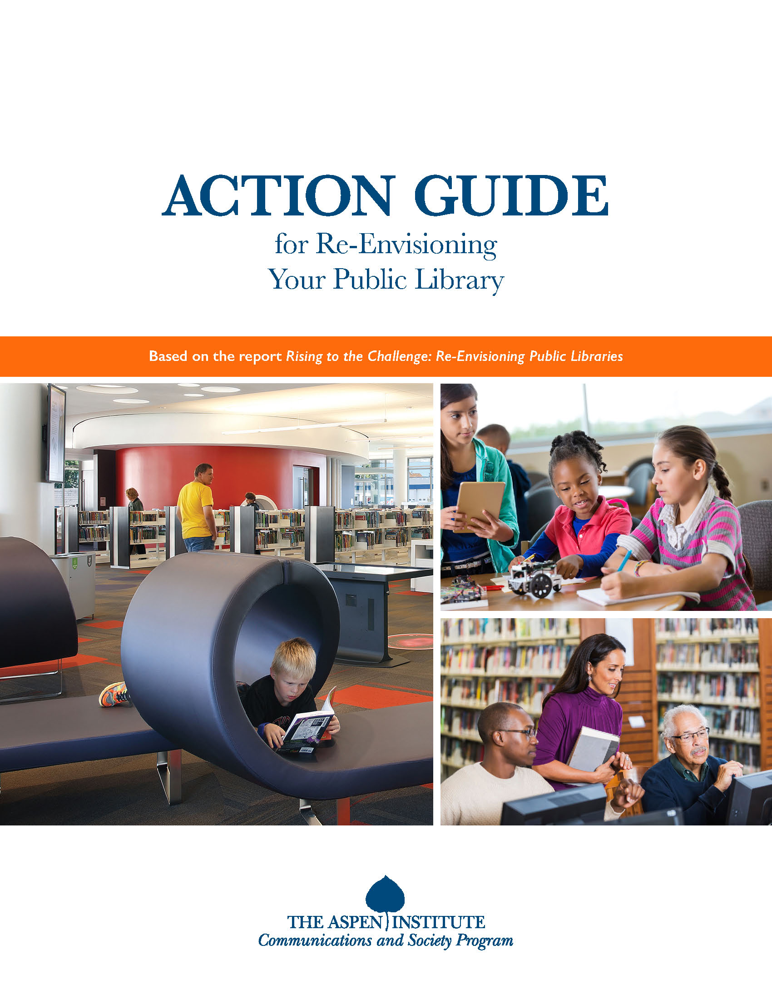 ACTION GUIDE
for Re-Envisioning
Your Public Library
Based on the report Rising to the Challenge: Re-Envisioning Public Libraries
THE ASPEN INSTITUTE
Communications and Society Program